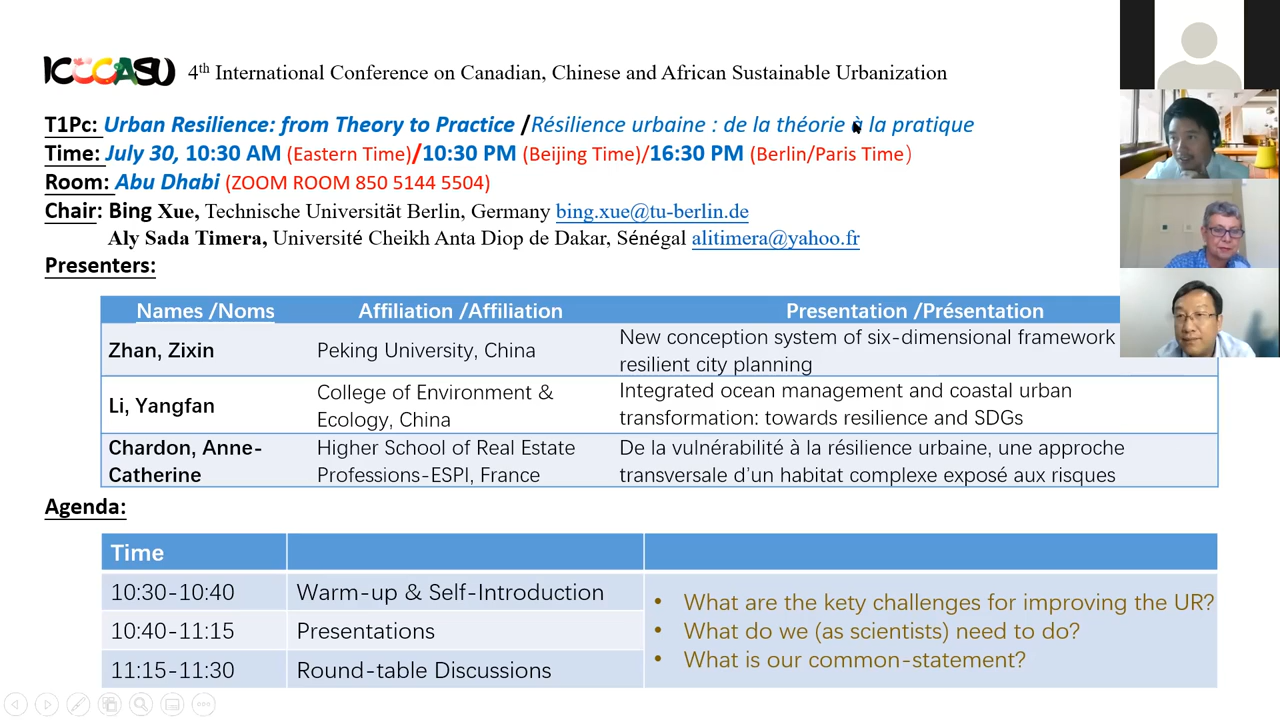 ICCCASU 4th International Conference on Canadian, Chinese and African Sustainable Urbanization
T1Pc: Urban Resilience: from Theory to Practice /Résilience urbaine : de la théorie à la pratique
Time: July 30, 10:30 AM (Eastern Time)/10:30 PM (Beijing Time)/16:30 PM (Berlin/Paris Time)
Room: Abu Dhabi (ZOOM ROOM 850 5144 5504)
Chair: Bing Xue, Technische Universität Berlin, Germany bing.xue@tu-berlin.de
Aly Sada Timera, Université Cheikh Anta Diop de Dakar, Sénégal alitimera@yahoo.fr
Presenters:
Names /Noms Affiliation /Affiliation Presentation /Présentation
Zhan, Zixin Peking University, China New conception system of six-dimensional framework
resilient city planning
Li, Yangfan College of Environment &
Ecology, China Integrated ocean management and coastal urban
transformation: towards resilience and SDGs
Chardon, Anne-
Catherine Higher School of Real Estate
Professions-ESPI, France De la vulnérabilité à la résilience urbaine, une approche
transversale d'un habitat complexe exposé aux risques
Agenda:
Time
10:30-10:40 Warm-up & Self-Introduction
10:40-11:15 Presentations
11:15-11:30 Round-table Discussions
• What are the kety challenges for improving the UR?
• What do we (as scientists) need to do?
• What is our common-statement?